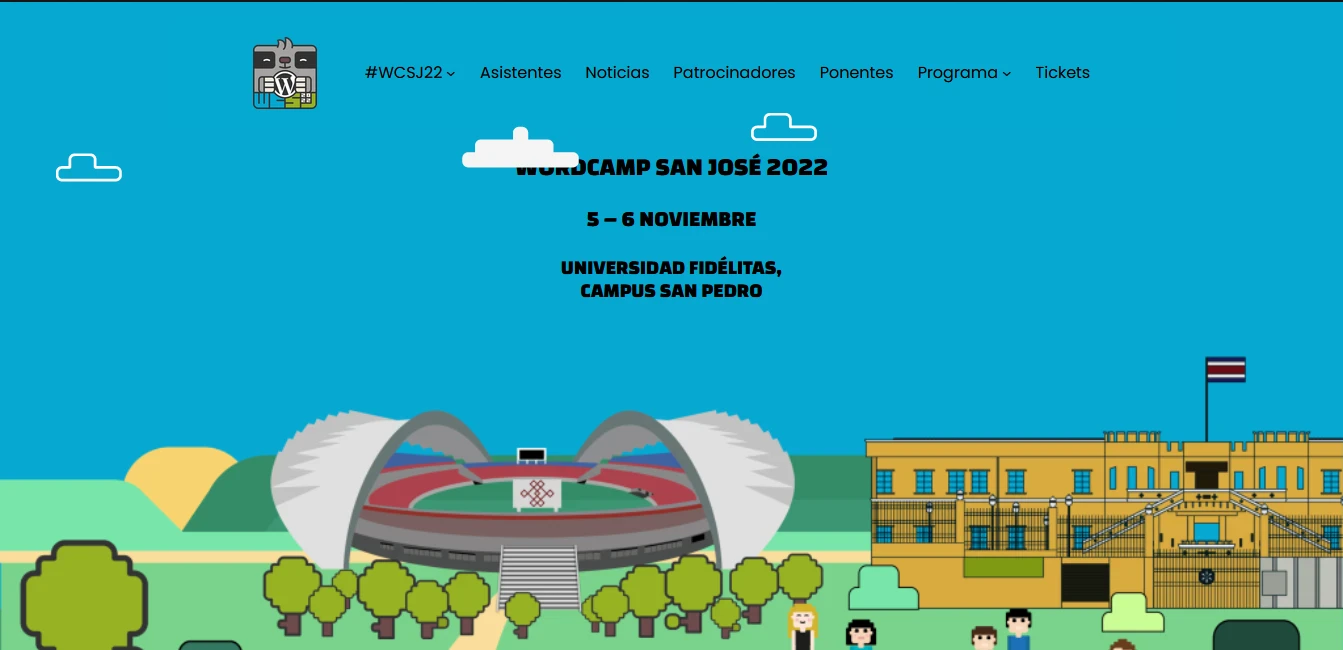 #WCSJ22
Asistentes
Noticias
Patrocinadores
Ponentes
Programa
Tickets
WORDCAMP SAN JOSÉ 2022
5 – 6 NOVIEMBRE
UNIVERSIDAD FIDÉLITAS,
CAMPUS SAN PEDRO